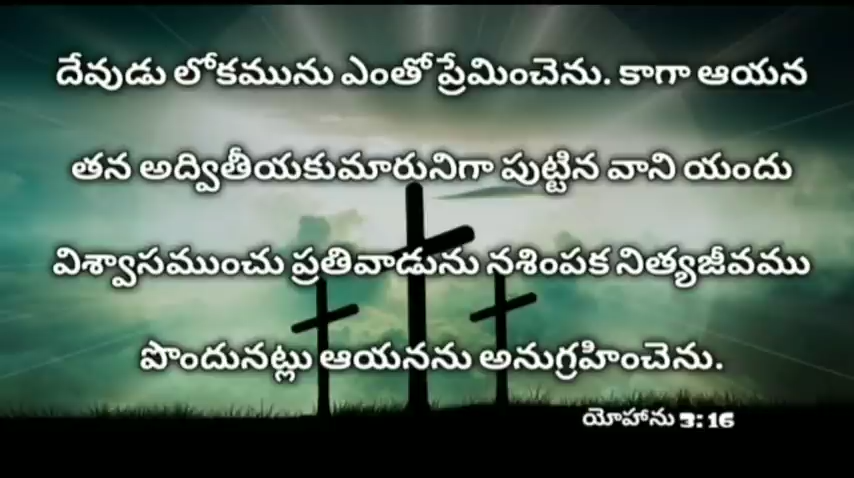 దేవుడు లోకమును ఎంతో ప్రేమించెను. కాగా ఆయన
తన అద్వితీయకుమారునిగా పుట్టిన వాని యందు
విశ్వాసముంచు ప్రతివాడును నశింపక నిత్యజీవము
పొందునట్లు ఆయనను అనుగ్రహించెను.
యోహాను 3: 16